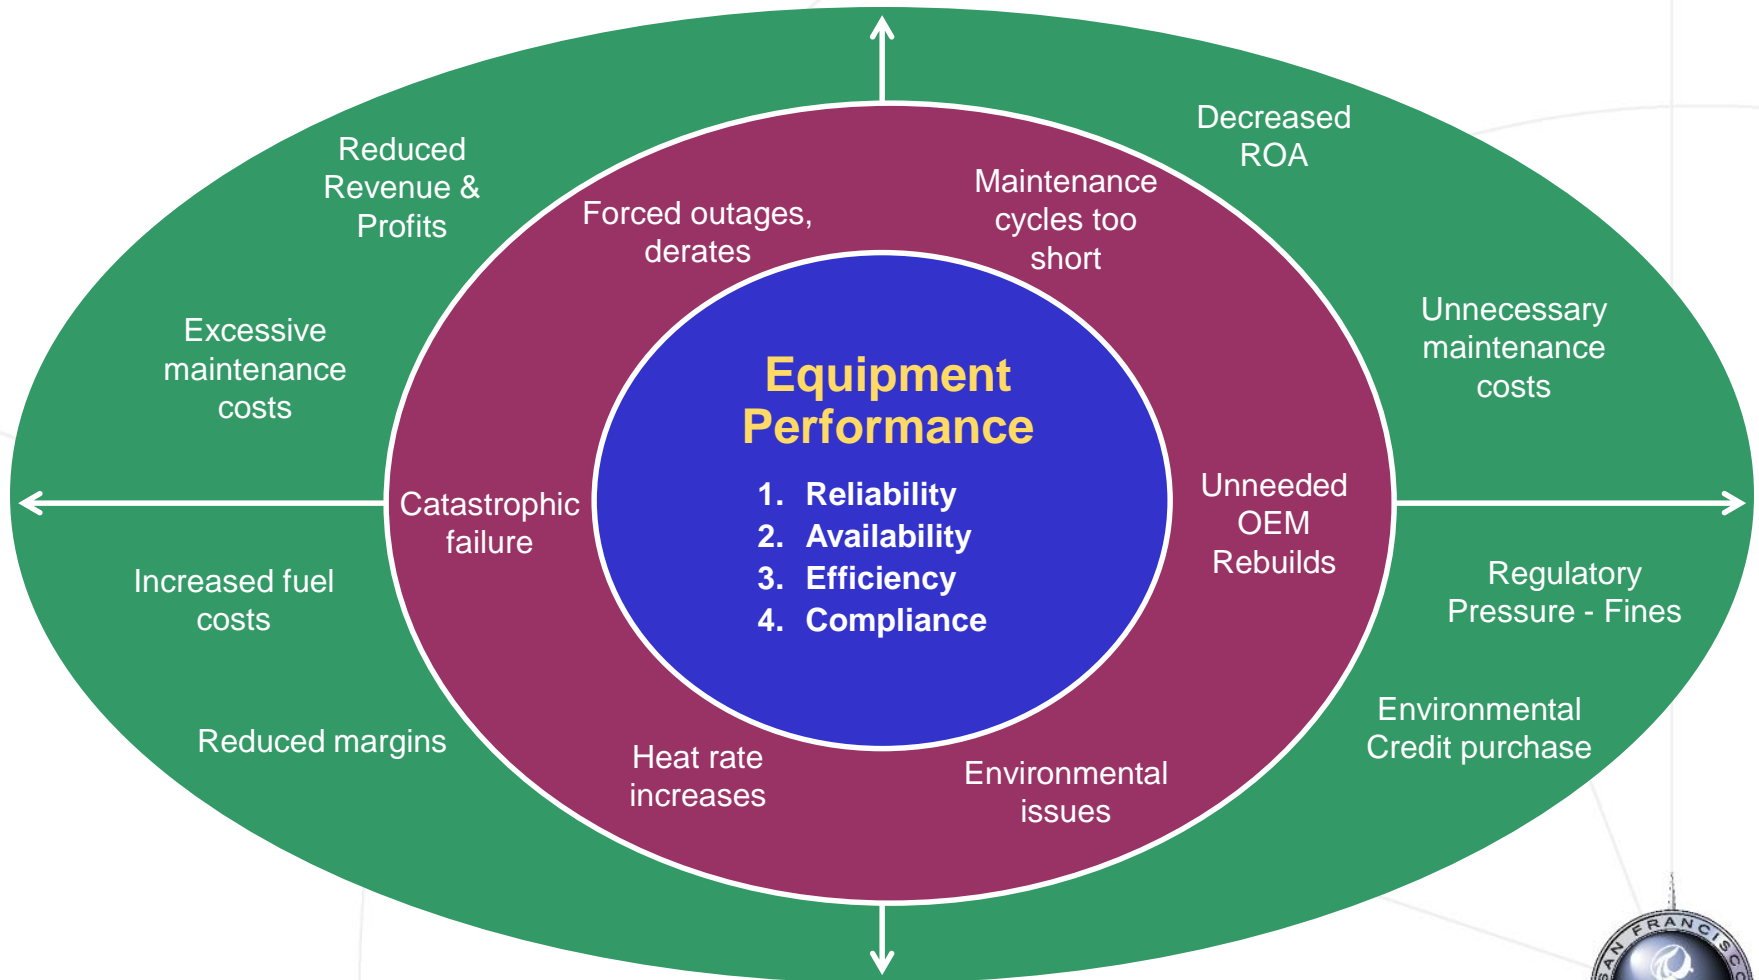 Decreased
ROA
Reduced
Revenue &
Profits
Forced outages,
derates
Maintenance
cycles too
short
Excessive
maintenance
costs
Unnecessary
maintenance
costs
Equipment
Performance
1. Reliability
2. Availability
3. Efficiency
4. Compliance
Catastrophic
failure
Unneeded
OEM
Rebuilds
Increased fuel
costs
Regulatory
Pressure - Fines
Reduced margins
Environmental
Credit purchase
Heat rate
increases
Environmental
issues
SAN FRANCISCO